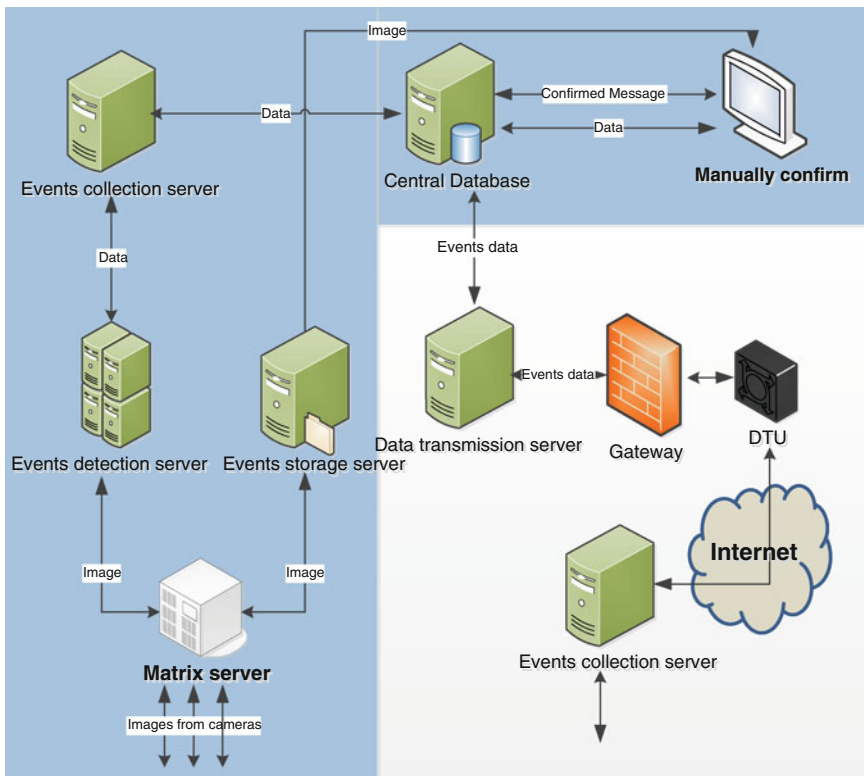 Image
Confirmed Message
Data
Data
Events collection server
Central Database
Manually confirm
Data
Events data
Events data
Events detection server
Events storage server
Data transmission server
Gateway
DTU
Internet
Image
Image
Matrix server
Events collection server
Images from cameras